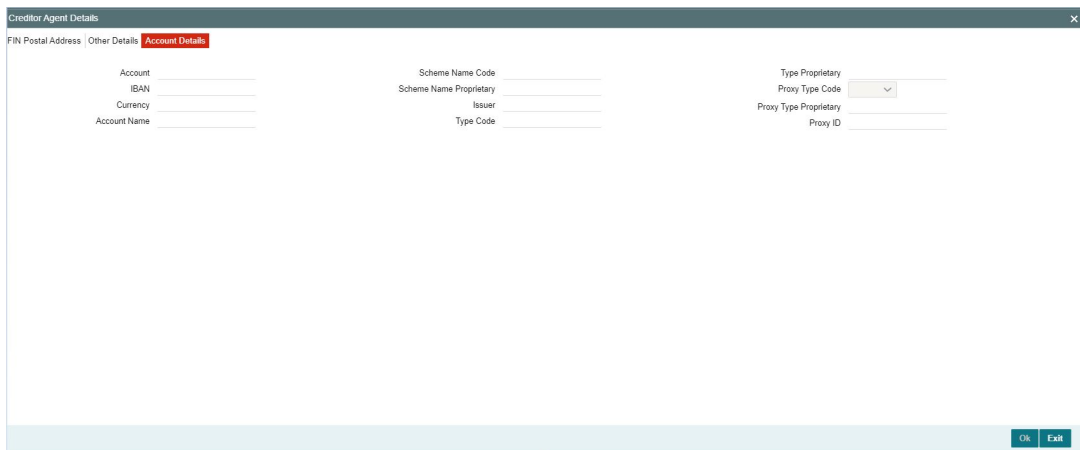 Creditor Agent Details
FIN Postal Address Other Details Account Details
Account
IBAN
Currency
Account Name
Scheme Name Code
Scheme Name Proprietary
Issuer
Type Code
Type Proprietary
Proxy Type Code
Proxy Type Proprietary
Proxy ID
Ok Exit